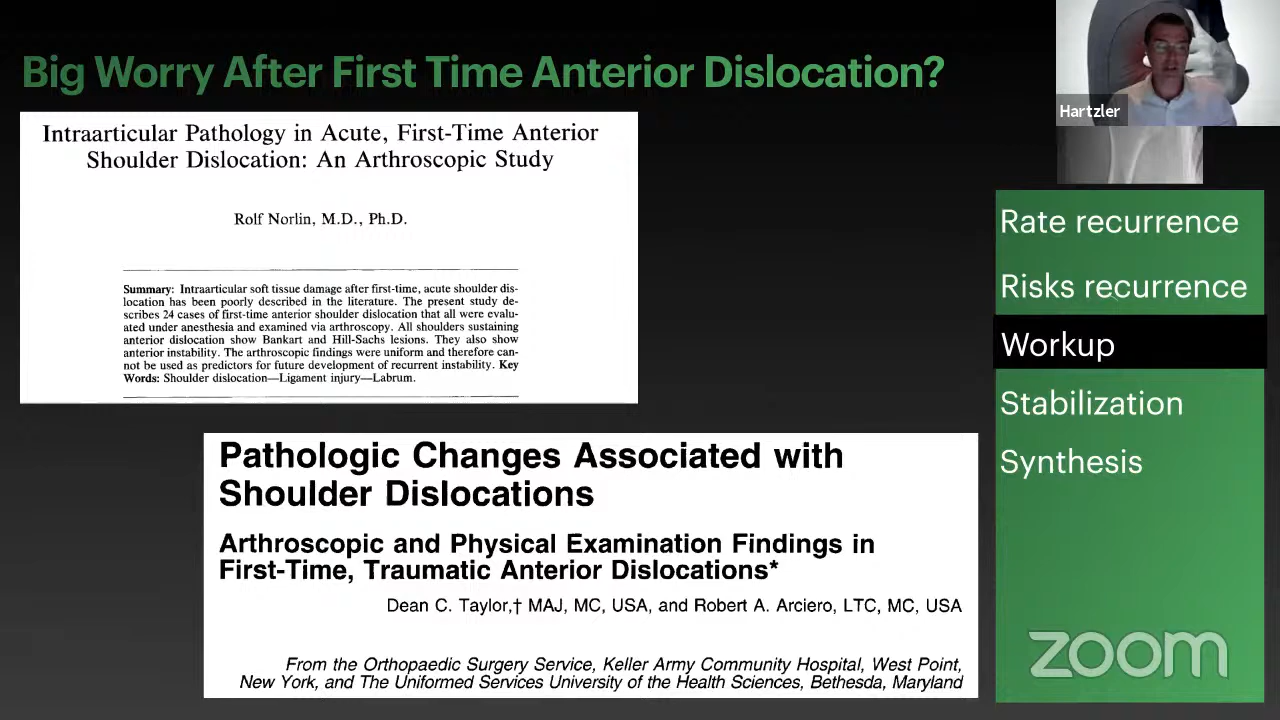 Big Worry After First Time Anterior Dislocation?
Hartzler
Intraarticular Pathology in Acute, First-Time Anterior
Shoulder Dislocation: An Arthroscopic Study
Rolf Norlin, M.D., Ph.D.
Summary: Intraarticular soft tissue damage after first-time, acute shoulder dis-
location has been poorly described in the literature. The present study de-
scribes 24 cases of first-time anterior shoulder dislocation that all were evalu-
ated under anesthesia and examined via arthroscopy. All shoulders sustaining
anterior dislocation show Bankart and Hill-Sachs lesions. They also show
anterior instability. The arthroscopic findings were uniform and therefore can-
not be used as predictors for future development of recurrent instability. Key
Words: Shoulder dislocation—Ligament injury—Labrum.
Pathologic Changes Associated with
Shoulder Dislocations
Arthroscopic and Physical Examination Findings in
First-Time, Traumatic Anterior Dislocations*
Dean C. Taylor,† MAJ, MC, USA, and Robert A. Arciero, LTC, MC, USA
From the Orthopaedic Surgery Service, Keller Army Community Hospital, West Point,
New York, and The Uniformed Services University of the Health Sciences, Bethesda, Maryland
Rate recurrence
Risks recurrence
Workup
Stabilization
Synthesis
zoom